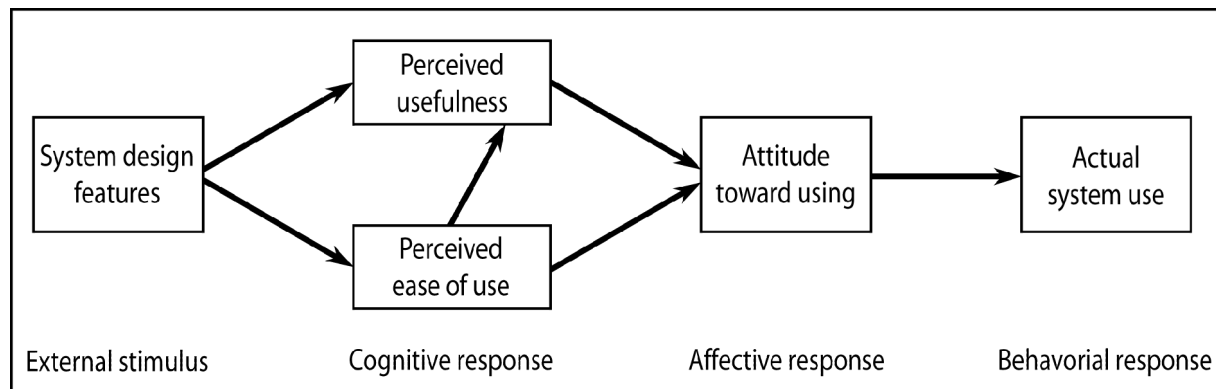 Perceived
usefulness
System design
features
Attitude
toward using
Actual
system use
Perceived
ease of use
External stimulus
Cognitive response
Affective response
Behavorial response